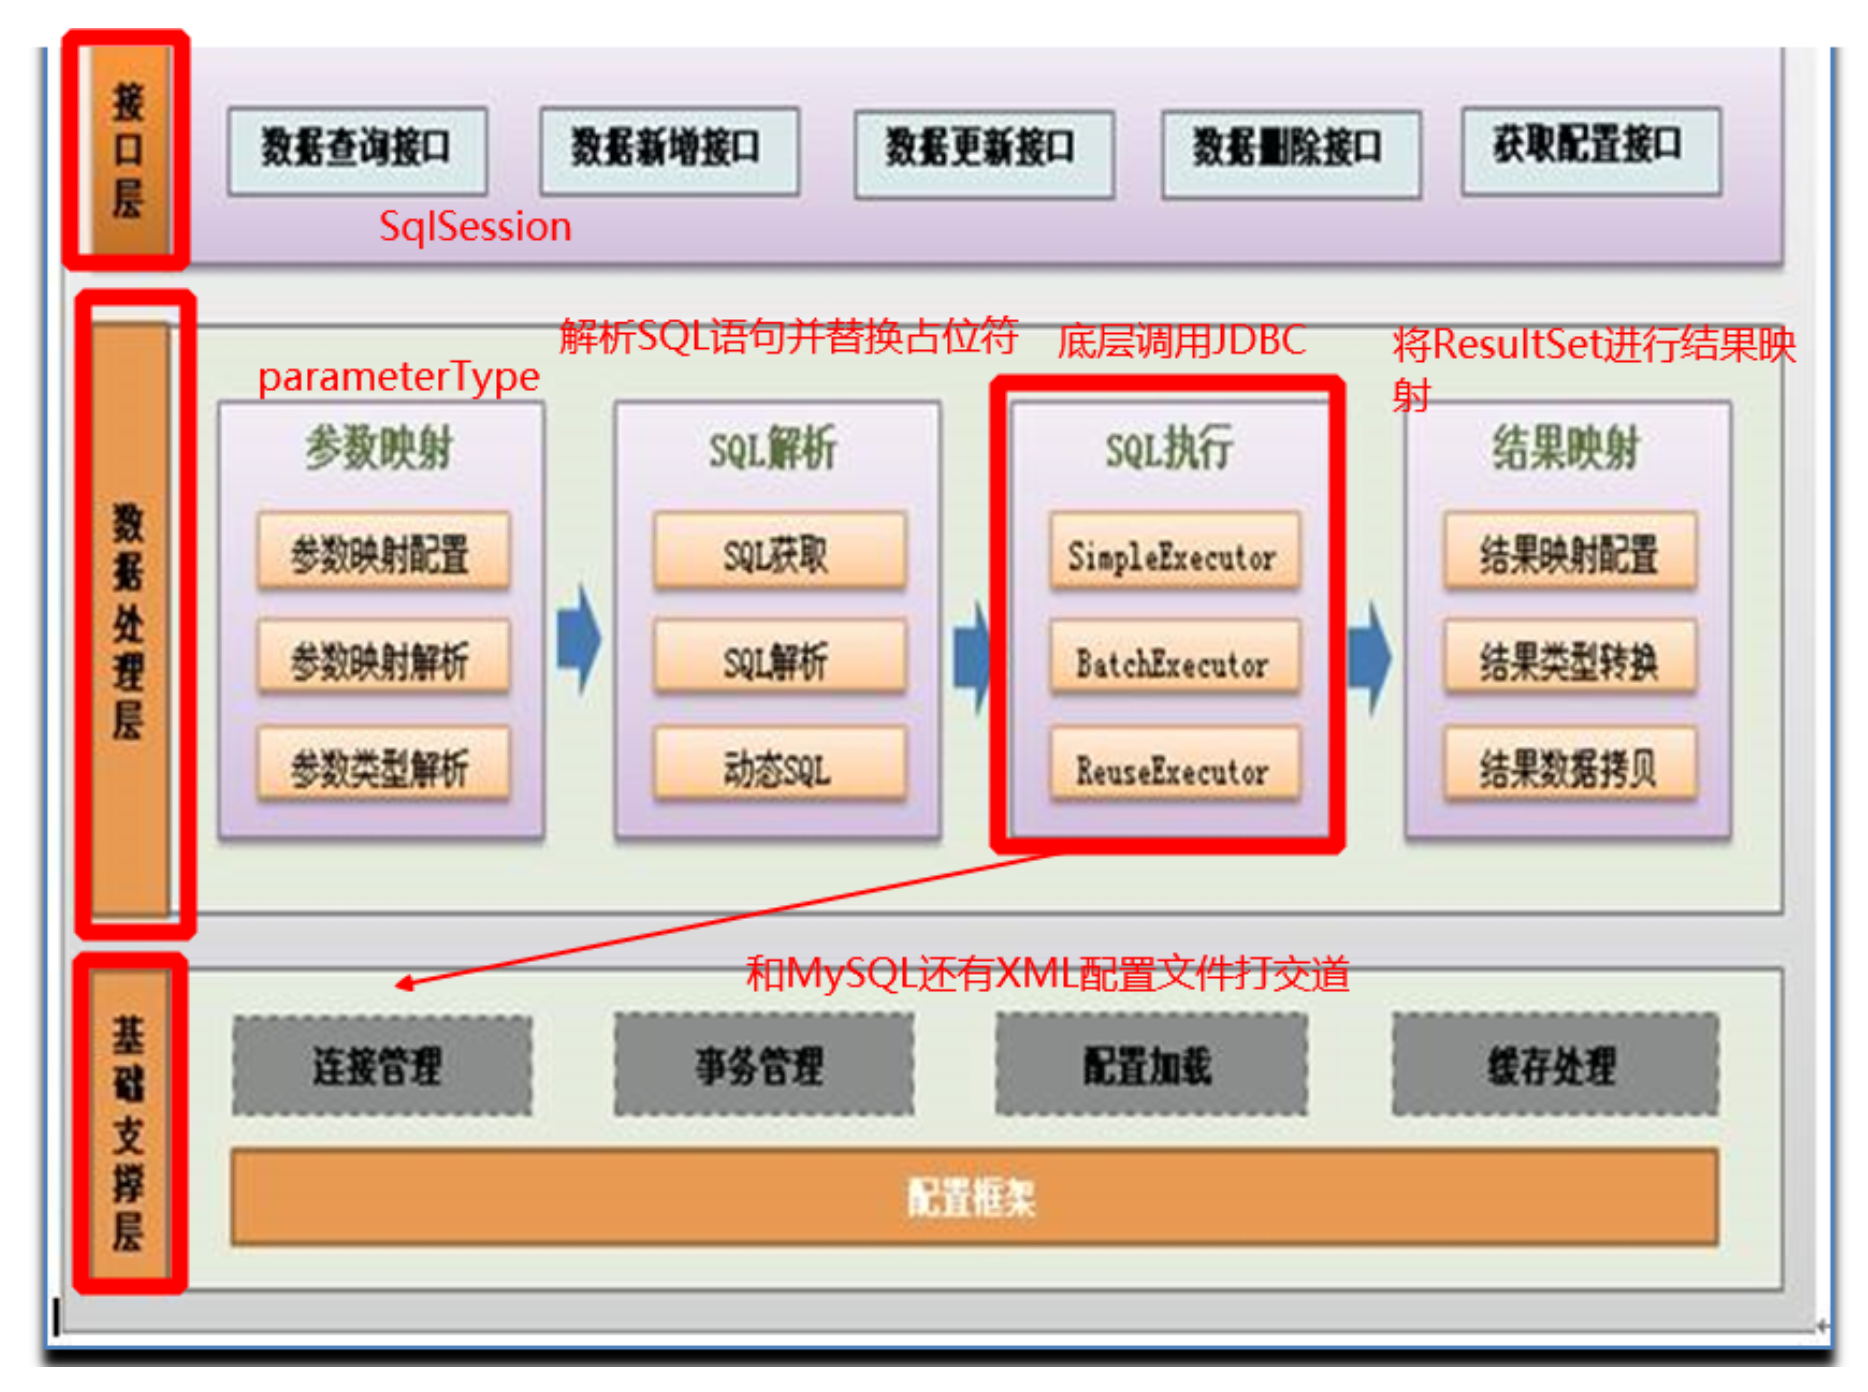 接口层
数据查询接口
数据新增接口
数据更新接口
数据删除接口
获取配置接口
SqlSession
数据处理层
parameterType
解析SQL语句并替换占位符
底层调用JDBC
将ResultSet进行结果映
射
参数映射
参数映射配置
参数映射解析
参数类型解析
SQL解析
SQL获取
SQL解析
动态SQL
SQL执行
SimpleExecutor
BatchExecutor
ReuseExecutor
结果映射
结果映射配置
结果类型转换
结果数据拷贝
基础支撑层
和MySQL还有XML配置文件打交道
连接管理
事务管理
配置加载
缓存处理
配置框架